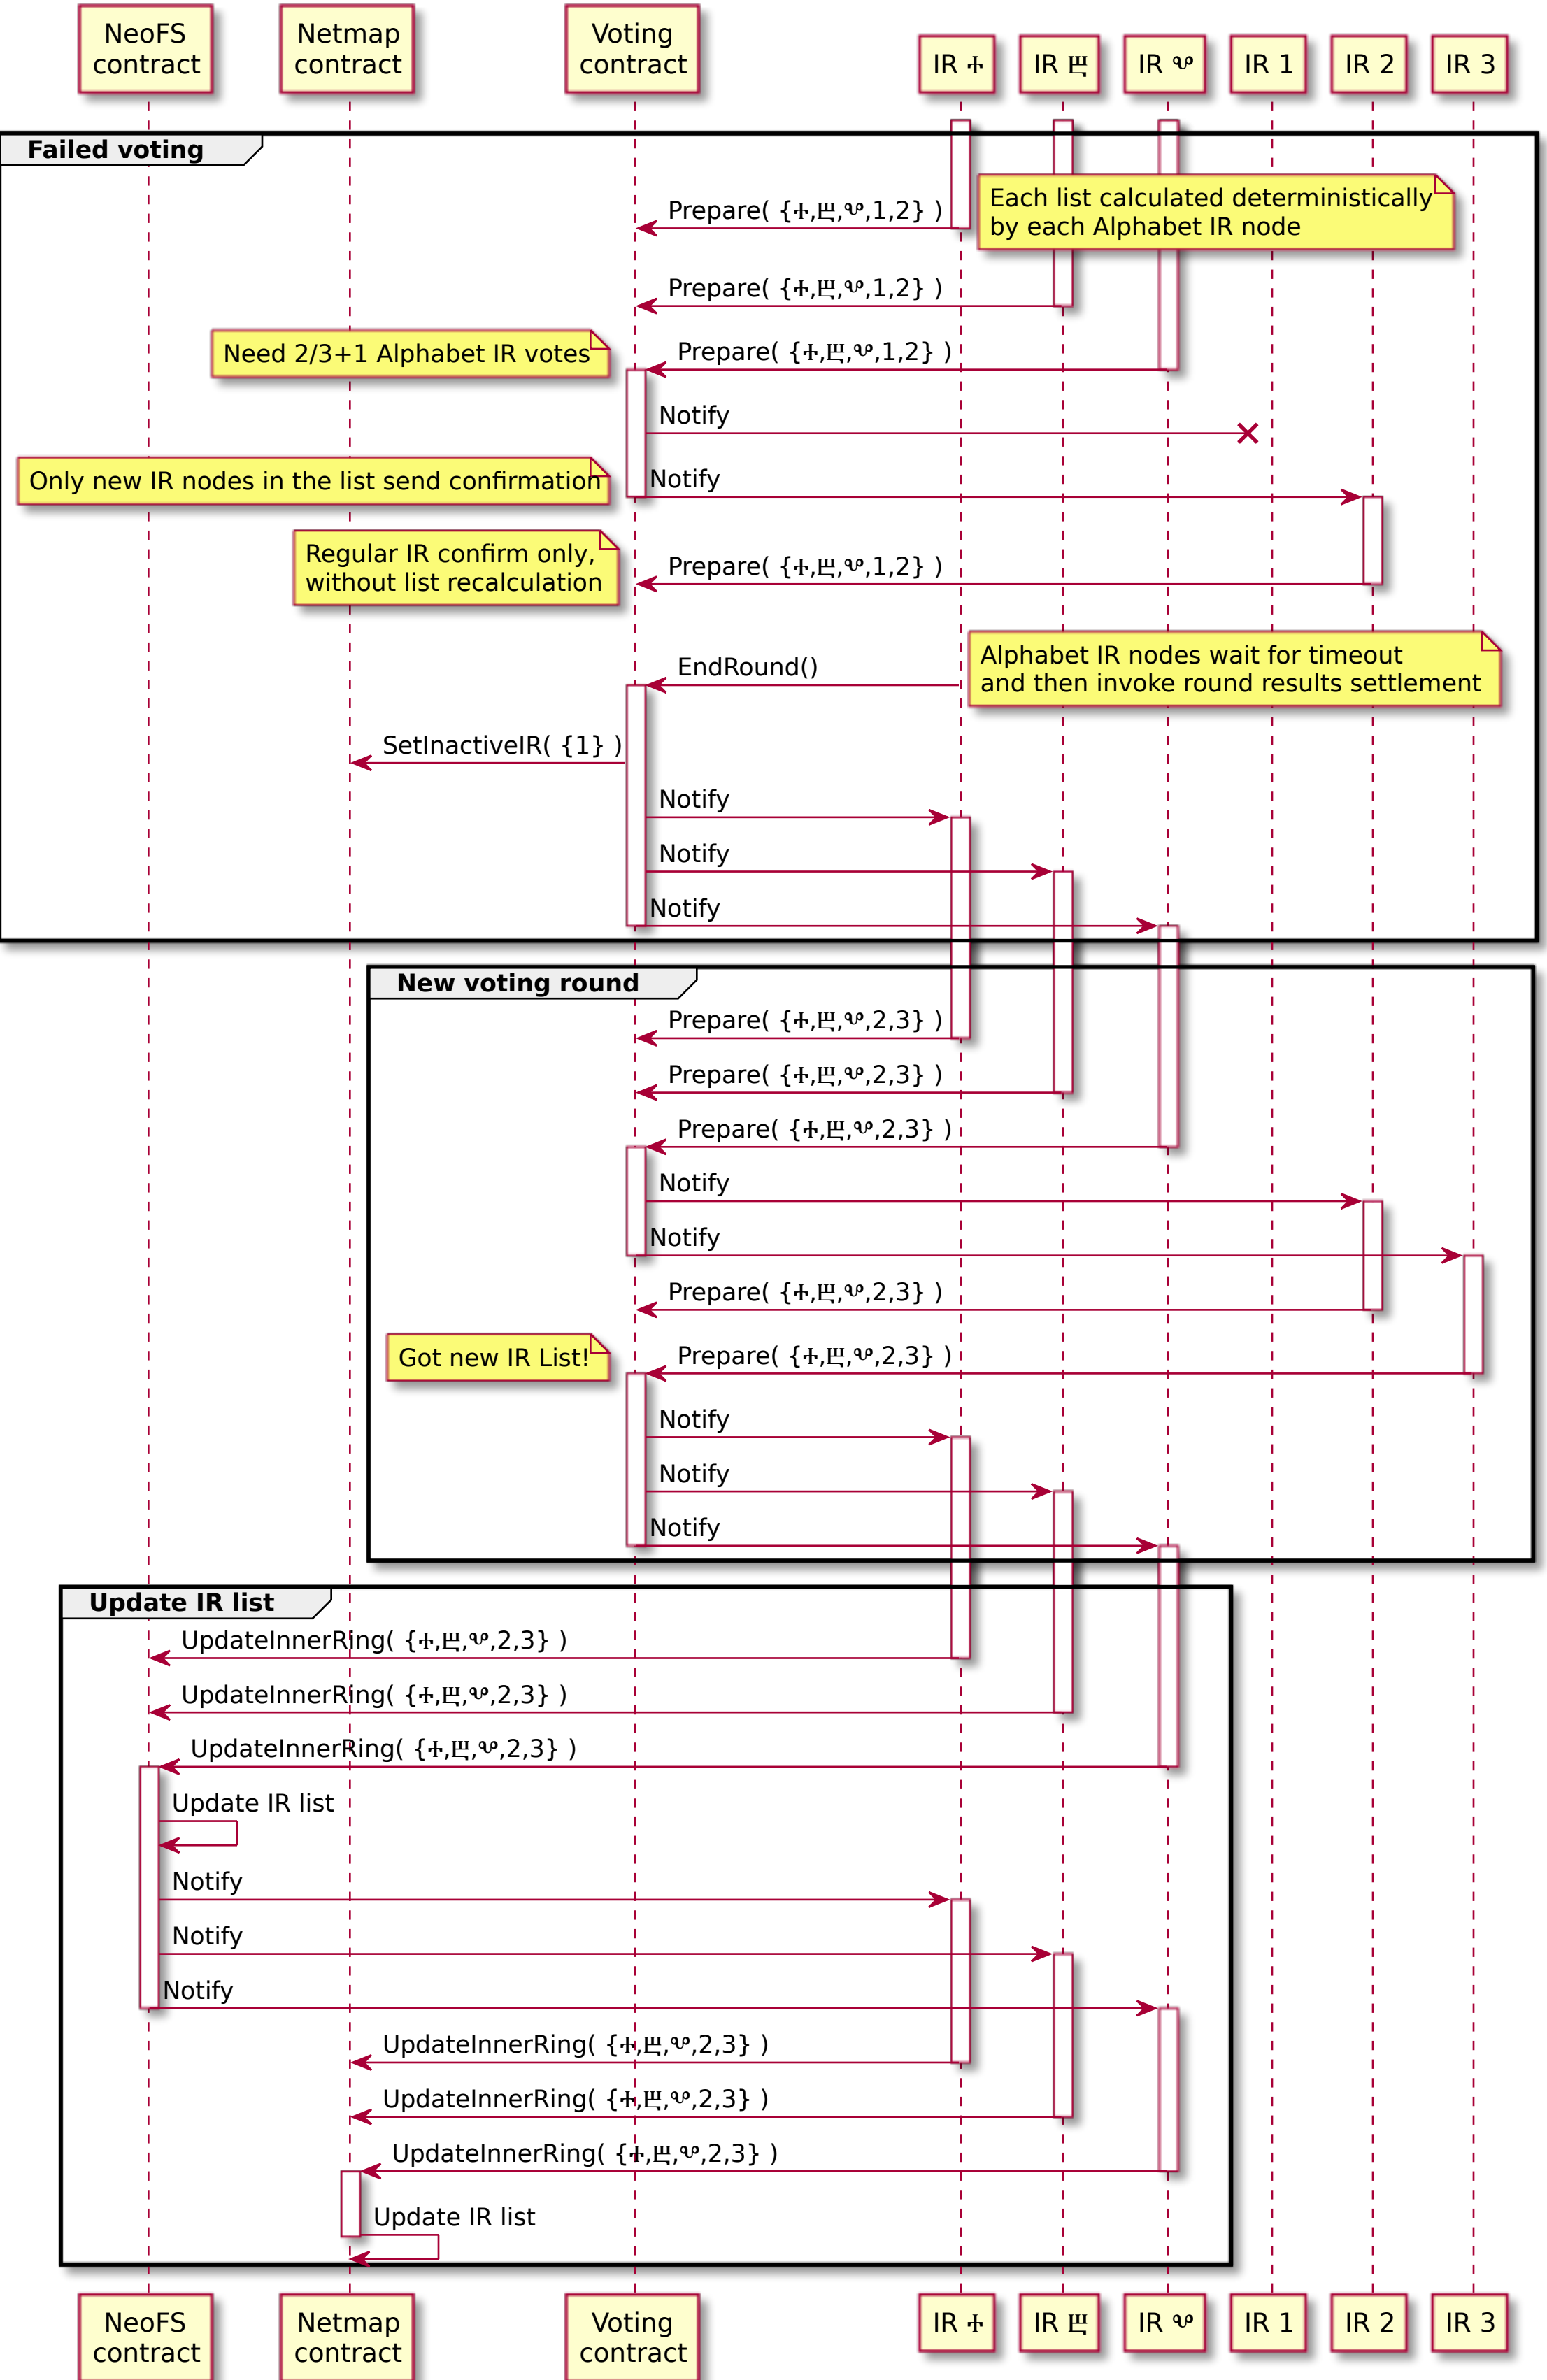 NeoFS
contract
Netmap
contract
Voting
contract
IR Ⰰ
IR Ⰱ
IR Ⰲ
IR 1
IR 2
IR 3
Failed voting
Each list calculated deterministically
by each Alphabet IR node
Prepare( {Ⰰ,Ⰱ,Ⰲ,1,2} )
Prepare( {Ⰰ,Ⰱ,Ⰲ,1,2} )
Need 2/3+1 Alphabet IR votes
Prepare( {Ⰰ,Ⰱ,Ⰲ,1,2} )
Notify
Only new IR nodes in the list send confirmation
Notify
Regular IR confirm only,
without list recalculation
Prepare( {Ⰰ,Ⰱ,Ⰲ,1,2} )
Alphabet IR nodes wait for timeout
and then invoke round results settlement
EndRound()
SetInactiveIR( {1} )
Notify
Notify
Notify
New voting round
Prepare( {Ⰰ,Ⰱ,Ⰲ,2,3} )
Prepare( {Ⰰ,Ⰱ,Ⰲ,2,3} )
Prepare( {Ⰰ,Ⰱ,Ⰲ,2,3} )
Notify
Notify
Prepare( {Ⰰ,Ⰱ,Ⰲ,2,3} )
Got new IR List!
Prepare( {Ⰰ,Ⰱ,Ⰲ,2,3} )
Notify
Notify
Notify
Update IR list
UpdateInnerRing( {Ⰰ,Ⰱ,Ⰲ,2,3} )
UpdateInnerRing( {Ⰰ,Ⰱ,Ⰲ,2,3} )
UpdateInnerRing( {Ⰰ,Ⰱ,Ⰲ,2,3} )
Update IR list
Notify
Notify
Notify
UpdateInnerRing( {Ⰰ,Ⰱ,Ⰲ,2,3} )
UpdateInnerRing( {Ⰰ,Ⰱ,Ⰲ,2,3} )
UpdateInnerRing( {Ⰰ,Ⰱ,Ⰲ,2,3} )
Update IR list
NeoFS
contract
Netmap
contract
Voting
contract
IR Ⰰ
IR Ⰱ
IR Ⰲ
IR 1
IR 2
IR 3